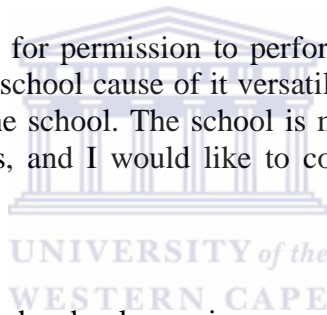 for permission to perfor
school cause of it versatil
ne school. The school is
s, and I would like to co
UNIVERSITY of the
WESTERN CAPE